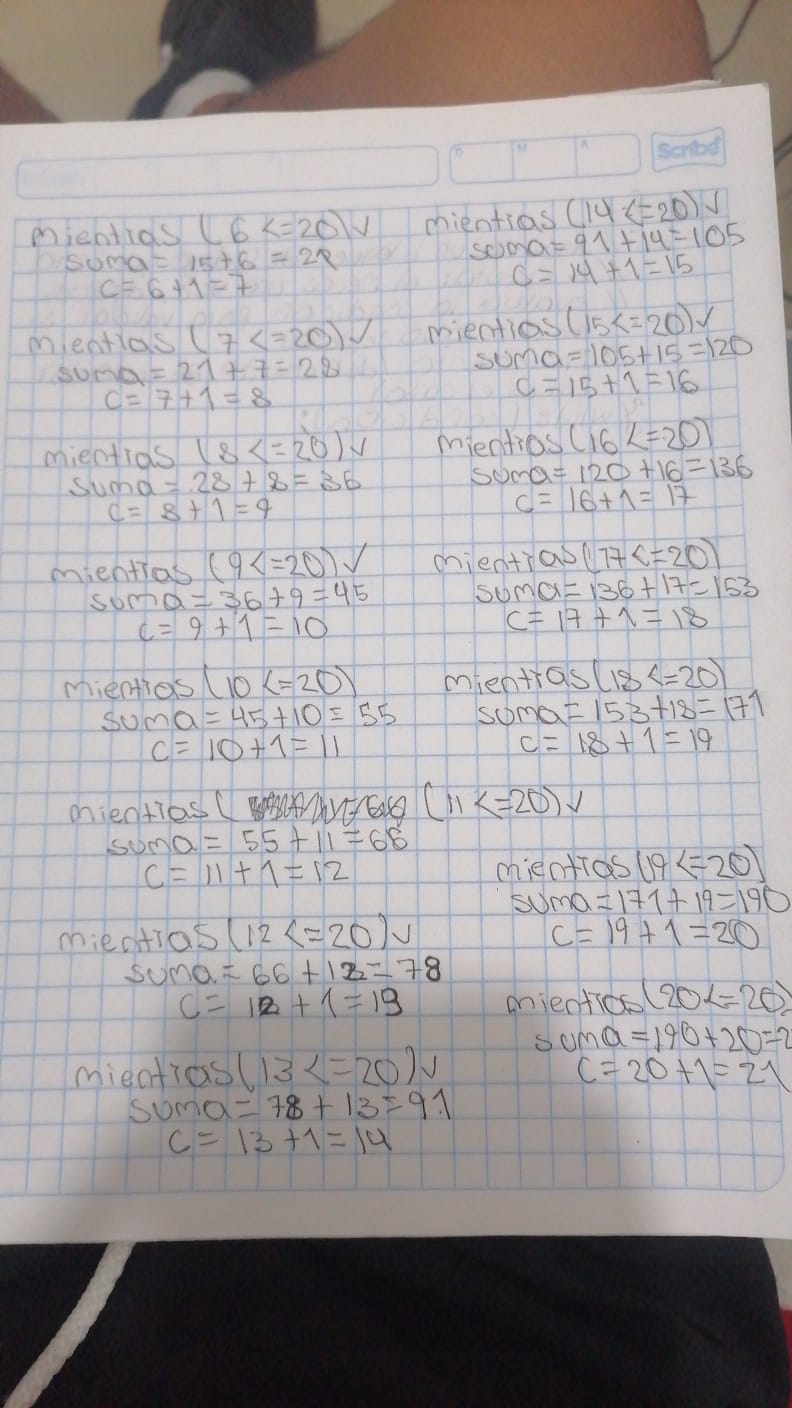 Scribe
D M A
mientras (6 <=20)✓
suma= 15+6 = 21
c= 6+1=7
mientras (7 <=20)✓
suma= 21+7=28
c= 7+1=8
mientras (8 <=20)✓
suma=28+8=36
c= 8+1=9
mientras (9<=20)✓
suma=36+9=45
c= 9+1=10
mientras (10 <=20)
suma=45+10=55
c= 10+1=11
mientras ( (11 <=20)✓
suma= 55+11=66
c= 11+1=12
mientras (12 <=20)✓
suma=66+12=78
c= 12+1=13
mientras (13 <=20)✓
suma=78+13=91
c= 13+1=14
mientras (14 <=20)✓
suma=91+14=105
c= 14+1=15
mientras (15<=20)✓
suma=105+15=120
c= 15+1=16
mientras (16 <=20)
suma=120+16=136
c= 16+1=17
mientras (17<=20)
suma=136+17=153
c=17+1=18
mientras (18<=20)
suma=153+18=171
c= 18+1=19
mientras (19 <=20)
suma=171+19=190
c=19+1=20
mientras (20<=20)
suma=190+20=2
c=20+1=21